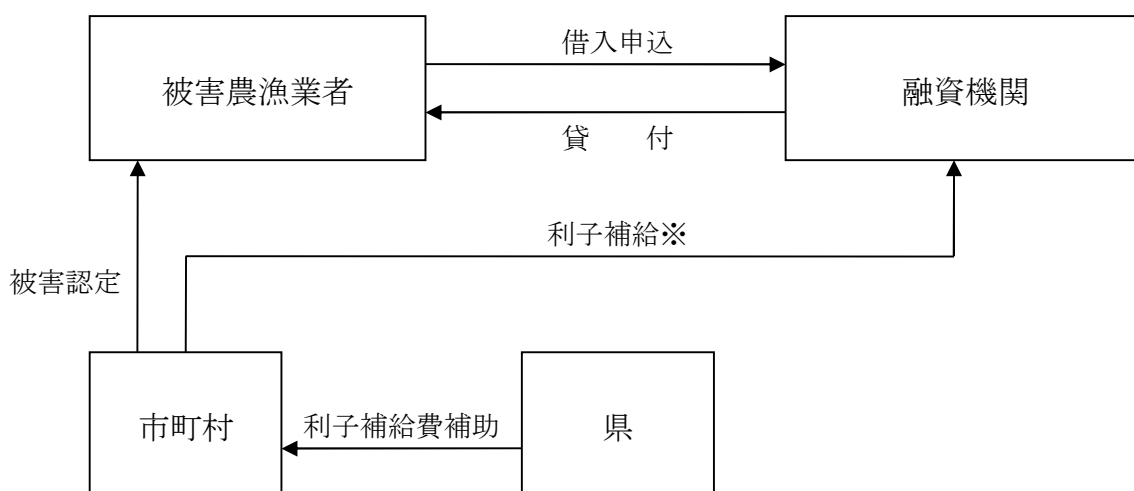 借入申込
被害農漁業者
融資機関
貸　　付
利子補給※
被害認定
市町村
利子補給費補助
県